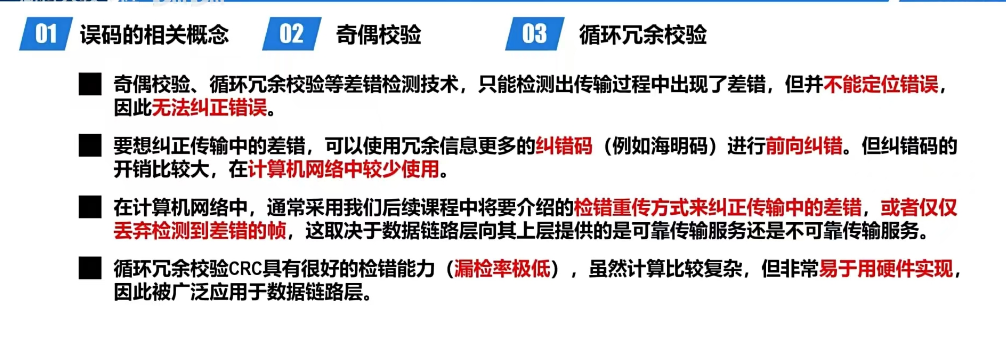 01 误码的相关概念 02 奇偶校验 03 循环冗余校验
奇偶校验、循环冗余校验等差错检测技术，只能检测出传输过程中出现了差错，但并不能定位错误，
因此无法纠正错误。
要想纠正传输中的差错，可以使用冗余信息更多的纠错码（例如海明码）进行前向纠错。但纠错码的
开销比较大，在计算机网络中较少使用。
在计算机网络中，通常采用我们后续课程中将要介绍的检错重传方式来纠正传输中的差错，或者仅仅
丢弃检测到差错的帧，这取决于数据链路层向其上层提供的是可靠传输服务还是不可靠传输服务。
循环冗余校验CRC具有很好的检错能力（漏检率极低），虽然计算比较复杂，但非常易于用硬件实现，
因此被广泛应用于数据链路层。